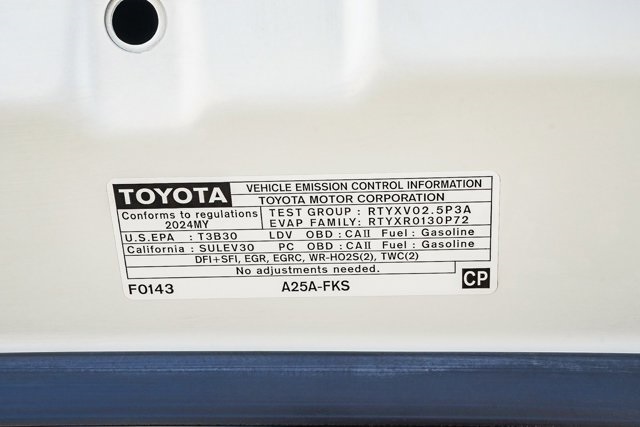 TOYOTA VEHICLE EMISSION CONTROL INFORMATION
TOYOTA MOTOR CORPORATION
Conforms to regulations
2024MY
TEST GROUP : RTYXV02.5P3A
EVAP FAMILY: RTYXR0130P72
U.S.EPA : T3B30 LDV OBD : CAII Fuel : Gasoline
California : SULEV30 PC OBD : CAII Fuel : Gasoline
DFI+SFI, EGR, EGRC, WR-HO2S(2), TWC(2)
No adjustments needed.
F0143 A25A-FKS CP